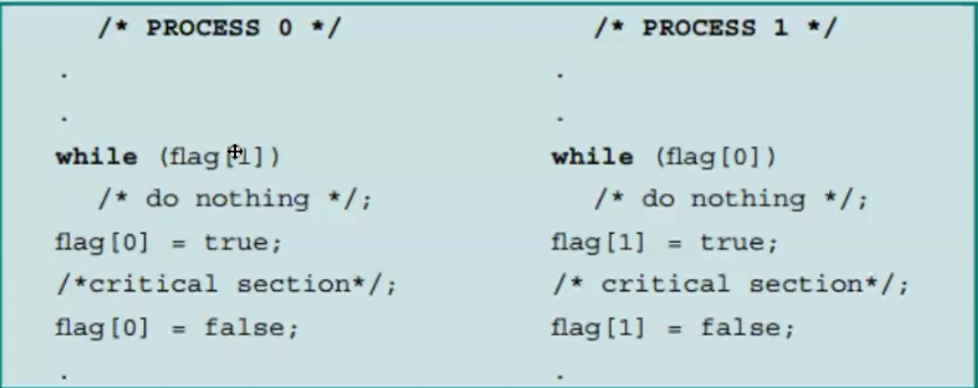 /* PROCESS 0 */
.
.
while (flag[1])
/* do nothing */;
flag[0] = true;
/*critical section*/;
flag[0] = false;
.
/* PROCESS 1 */
.
.
while (flag[0])
/* do nothing */;
flag[1] = true;
/* critical section*/;
flag[1] = false;
.